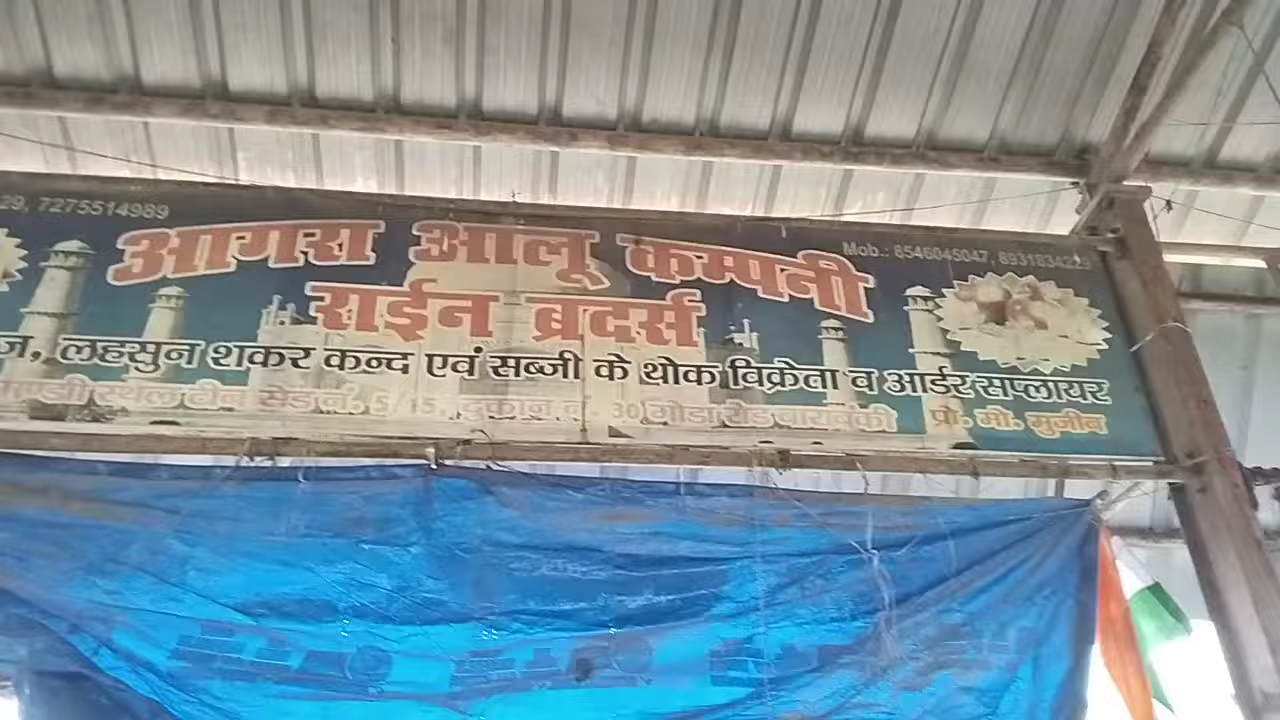 29, 7275514989
Mob.: 8546045047, 8931834229
आगरा आलू कम्पनी
राईन ब्रदर्स
ज, लहसुन शकर कन्द एवं सब्जी के थोक विक्रेता व आर्डर सप्लायर
स्थल टीन सेड नं. 5/15, दुकान नं. 30 गोंडा रोड बाराबंकी प्रो. मो. मुजीब